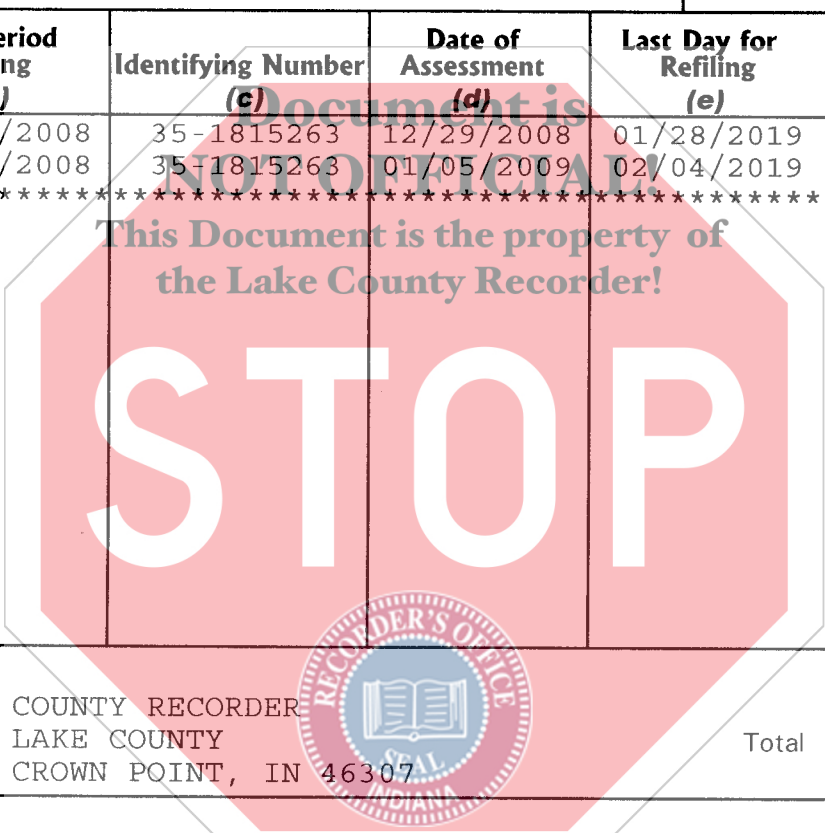 eriod
ng
)
Identifying Number
(c)
Date of
Assessment
(d)
Last Day for
Refiling
(e)
/2008 35-1815263 12/29/2008 01/28/2019
/2008 35-1815263 01/05/2009 02/04/2019
Document is
NOT OFFICIAL!
This Document is the property of
the Lake County Recorder!
STOP
RECORDER'S OFFICE
SEAL
INDIANA
COUNTY RECORDER
LAKE COUNTY
CROWN POINT, IN 46307
Total